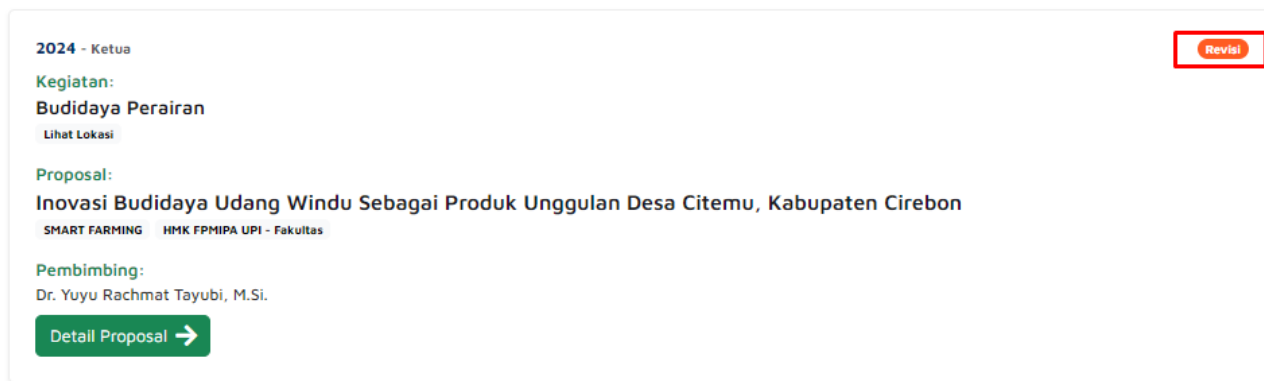 2024 - Ketua
Revisi
Kegiatan:
Budidaya Perairan
Lihat Lokasi
Proposal:
Inovasi Budidaya Udang Windu Sebagai Produk Unggulan Desa Citemu, Kabupaten Cirebon
SMART FARMING HMK FPMIPA UPI - Fakultas
Pembimbing:
Dr. Yuyu Rachmat Tayubi, M.Si.
Detail Proposal